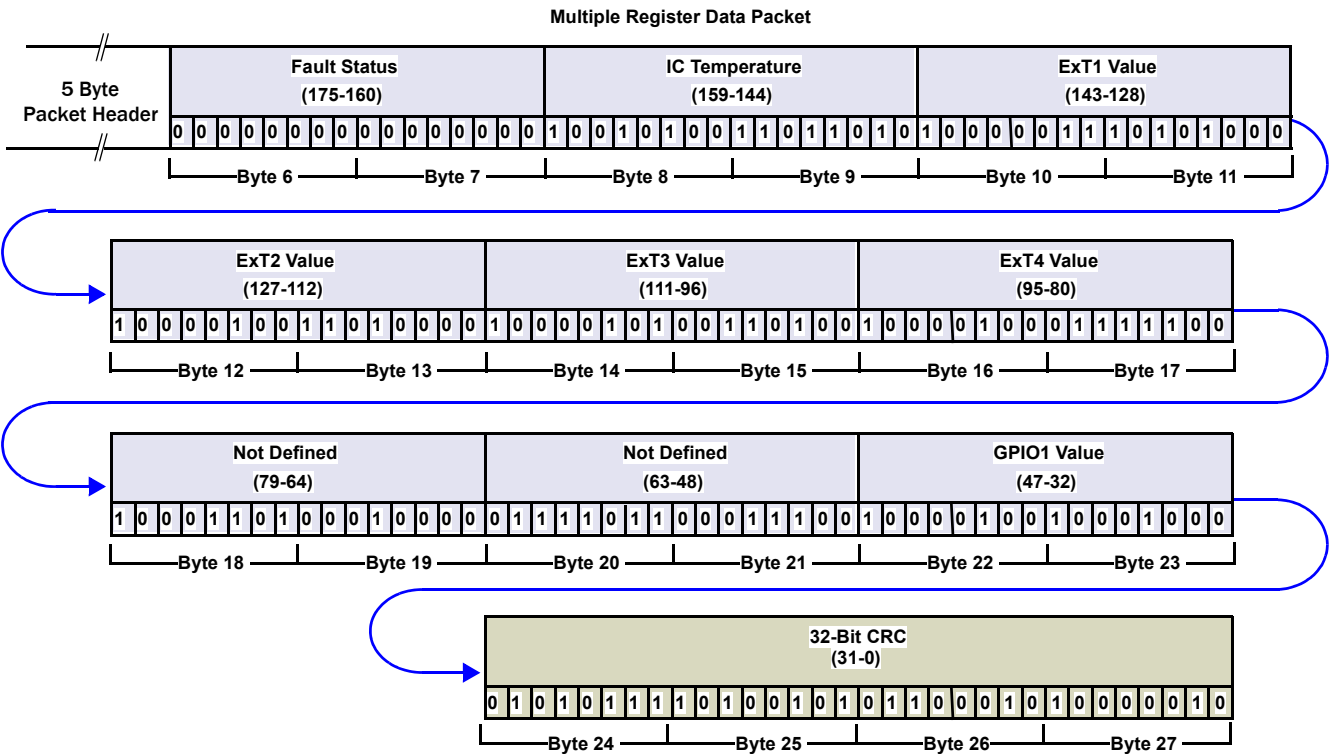 Multiple Register Data Packet
5 Byte
Packet Header
Fault Status
(175-160)
IC Temperature
(159-144)
ExT1 Value
(143-128)
0 0 0 0 0 0 0 0 0 0 0 0 0 0 0 0 1 0 0 1 0 1 0 0 1 1 0 1 1 0 1 0 1 0 0 0 0 0 1 1 1 0 1 0 1 0 0 0
Byte 6 Byte 7 Byte 8 Byte 9 Byte 10 Byte 11
ExT2 Value
(127-112)
ExT3 Value
(111-96)
ExT4 Value
(95-80)
1 0 0 0 0 1 0 0 1 1 0 1 0 0 0 0 1 0 0 0 0 1 0 1 0 0 1 1 0 1 0 0 1 0 0 0 0 1 0 0 0 1 1 1 1 1 0 0
Byte 12 Byte 13 Byte 14 Byte 15 Byte 16 Byte 17
Not Defined
(79-64)
Not Defined
(63-48)
GPIO1 Value
(47-32)
1 0 0 0 1 1 0 1 0 0 0 1 0 0 0 0 0 1 1 1 1 0 1 1 0 0 0 1 1 1 0 0 1 0 0 0 0 1 0 0 1 0 0 0 1 0 0 0
Byte 18 Byte 19 Byte 20 Byte 21 Byte 22 Byte 23
32-Bit CRC
(31-0)
0 1 0 1 0 1 1 1 1 0 1 0 0 1 0 1 0 1 1 0 0 0 1 0 1 0 0 0 0 0 1 0
Byte 24 Byte 25 Byte 26 Byte 27